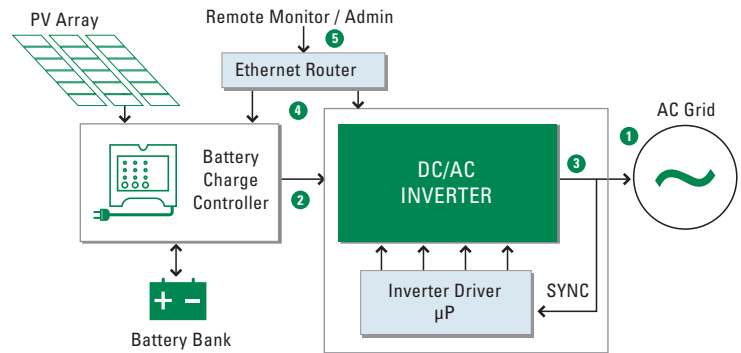 PV Array
Remote Monitor / Admin
5
Ethernet Router
4
1
AC Grid
Battery
Charge
Controller
2
DC/AC
INVERTER
3
Inverter Driver
µP
SYNC
Battery Bank